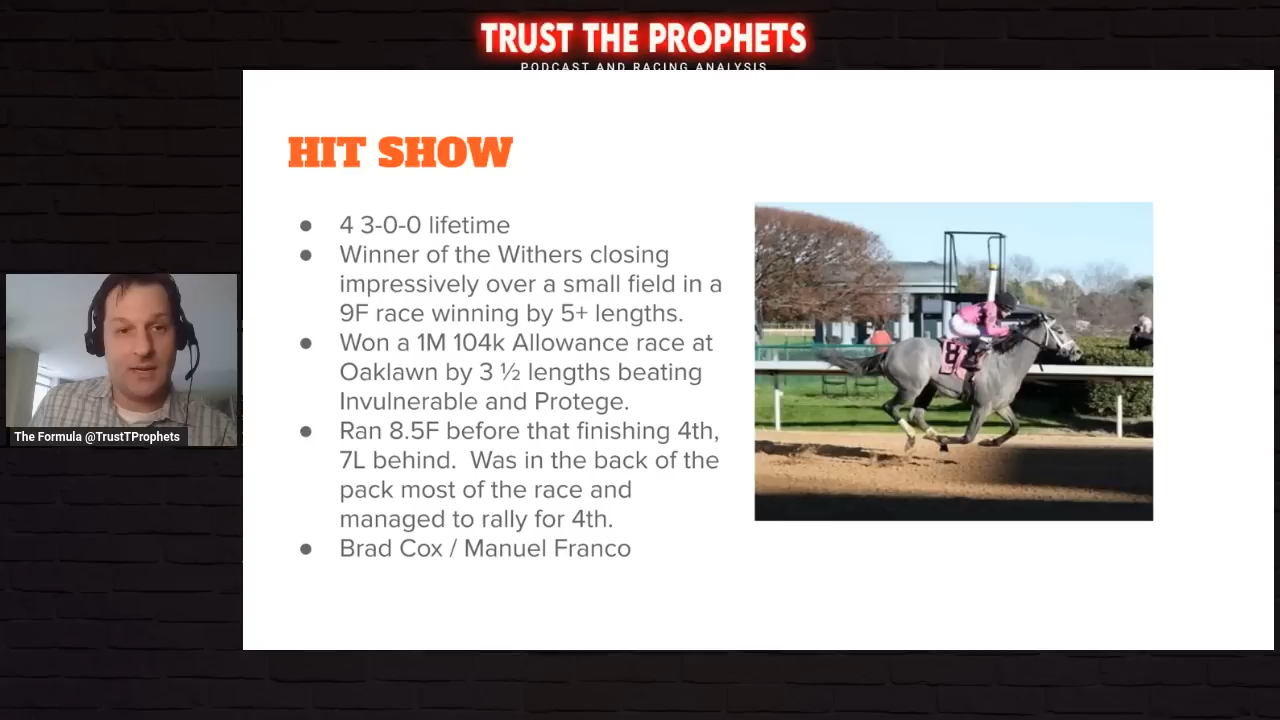 TRUST THE PROPHETS
PODCAST AND RACING ANALYSIS
HIT SHOW
● 4 3-0-0 lifetime
● Winner of the Withers closing
impressively over a small field in a
9F race winning by 5+ lengths.
● Won a 1M 104k Allowance race at
Oaklawn by 3 ½ lengths beating
Invulnerable and Protege.
● Ran 8.5F before that finishing 4th,
7L behind.  Was in the back of the
pack most of the race and
managed to rally for 4th.
● Brad Cox / Manuel Franco
8
The Formula @TrustTProphets